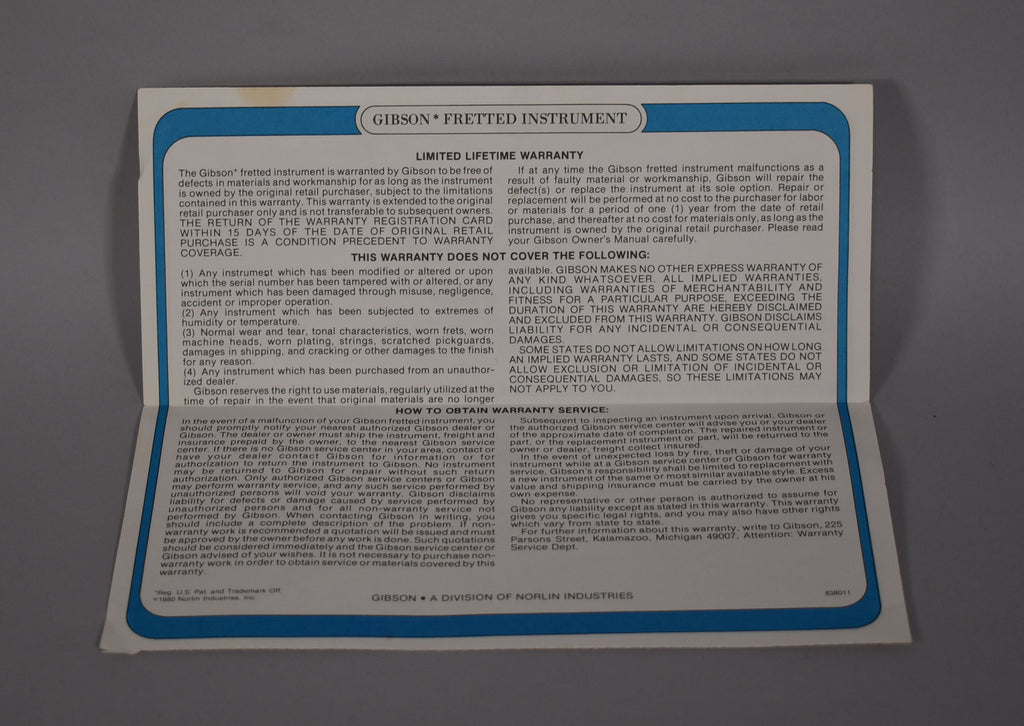 GIBSON* FRETTED INSTRUMENT
LIMITED LIFETIME WARRANTY
The Gibson* fretted instrument is warranted by Gibson to be free of
defects in materials and workmanship for as long as the instrument
is owned by the original retail purchaser, subject to the limitations
contained in this warranty. This warranty is extended to the original
retail purchaser only and is not transferable to subsequent owners.
THE RETURN OF THE WARRANTY REGISTRATION CARD
WITHIN 15 DAYS OF THE DATE OF ORIGINAL RETAIL
PURCHASE IS A CONDITION PRECEDENT TO WARRANTY
COVERAGE.
If at any time the Gibson fretted instrument malfunctions as a
result of faulty material or workmanship, Gibson will repair the
defect(s) or replace the instrument at its sole option. Repair or
replacement will be performed at no cost to the purchaser for labor
or materials for a period of one (1) year from the date of retail
purchase, and thereafter at no cost for materials only, as long as the
instrument is owned by the original retail purchaser. Please read
your Gibson Owner's Manual carefully.
THIS WARRANTY DOES NOT COVER THE FOLLOWING:
(1) Any instrument which has been modified or altered or upon
which the serial number has been tampered with or altered, or any
instrument which has been damaged through misuse, negligence,
accident or improper operation.
(2) Any instrument which has been subjected to extremes of
humidity or temperature.
(3) Normal wear and tear, tonal characteristics, worn frets, worn
machine heads, worn plating, strings, scratched pickguards,
damages in shipping, and cracking or other damages to the finish
for any reason.
(4) Any instrument which has been purchased from an unauthor-
ized dealer.
Gibson reserves the right to use materials, regularly utilized at the
time of repair in the event that original materials are no longer
available. GIBSON MAKES NO OTHER EXPRESS WARRANTY OF
ANY KIND WHATSOEVER. ALL IMPLIED WARRANTIES,
INCLUDING WARRANTIES OF MERCHANTABILITY AND
FITNESS FOR A PARTICULAR PURPOSE, EXCEEDING THE
DURATION OF THIS WARRANTY ARE HEREBY DISCLAIMED
AND EXCLUDED FROM THIS WARRANTY. GIBSON DISCLAIMS
LIABILITY FOR ANY INCIDENTAL OR CONSEQUENTIAL
DAMAGES.
SOME STATES DO NOT ALLOW LIMITATIONS ON HOW LONG
AN IMPLIED WARRANTY LASTS, AND SOME STATES DO NOT
ALLOW EXCLUSION OR LIMITATION OF INCIDENTAL OR
CONSEQUENTIAL DAMAGES, SO THESE LIMITATIONS MAY
NOT APPLY TO YOU.
HOW TO OBTAIN WARRANTY SERVICE:
In the event of a malfunction of your Gibson fretted instrument, you
should promptly notify your nearest authorized Gibson dealer or
Gibson. The dealer or owner must ship the instrument, freight and
insurance prepaid by the owner, to the nearest Gibson service
center. If there is no Gibson service center in your area, contact or
have your dealer contact Gibson for information or for
authorization to return the instrument to Gibson. No instrument
may be returned to Gibson for repair without such return
authorization. Only authorized Gibson service centers or Gibson
may perform warranty service, and any such service performed by
unauthorized persons will void your warranty. Gibson disclaims
liability for defects or damage caused by service performed by
unauthorized persons and for all non-warranty service not
performed by Gibson. When contacting Gibson in writing, you
should include a complete description of the problem. If non-
warranty work is recommended a quotation will be issued and must
be approved by the owner before any work is done. Such quotations
should be considered immediately and the Gibson service center or
Gibson advised of your wishes. It is not necessary to purchase non-
warranty work in order to obtain service or materials covered by this
warranty.
Subsequent to inspecting an instrument upon arrival, Gibson or
the authorized Gibson service center will advise you or your dealer
of the approximate date of completion. The repaired instrument or
part, or the replacement instrument or part, will be returned to the
owner or dealer, freight collect insured.
In the event of unexpected loss by fire, theft or damage of your
instrument while at a Gibson service center or Gibson for warranty
service, Gibson's responsibility shall be limited to replacement with
a new instrument of the same or most similar available style. Excess
value and shipping insurance must be carried by the owner at his
own expense.
No representative or other person is authorized to assume for
Gibson any liability except as stated in this warranty. This warranty
gives you specific legal rights, and you may also have other rights
which vary from state to state.
For further information about this warranty, write to Gibson, 225
Parsons Street, Kalamazoo, Michigan 49007, Attention: Warranty
Service Dept.
*Reg. U.S. Pat. and Trademark Off.
©1980 Norlin Industries, Inc.
GIBSON • A DIVISION OF NORLIN INDUSTRIES
838011